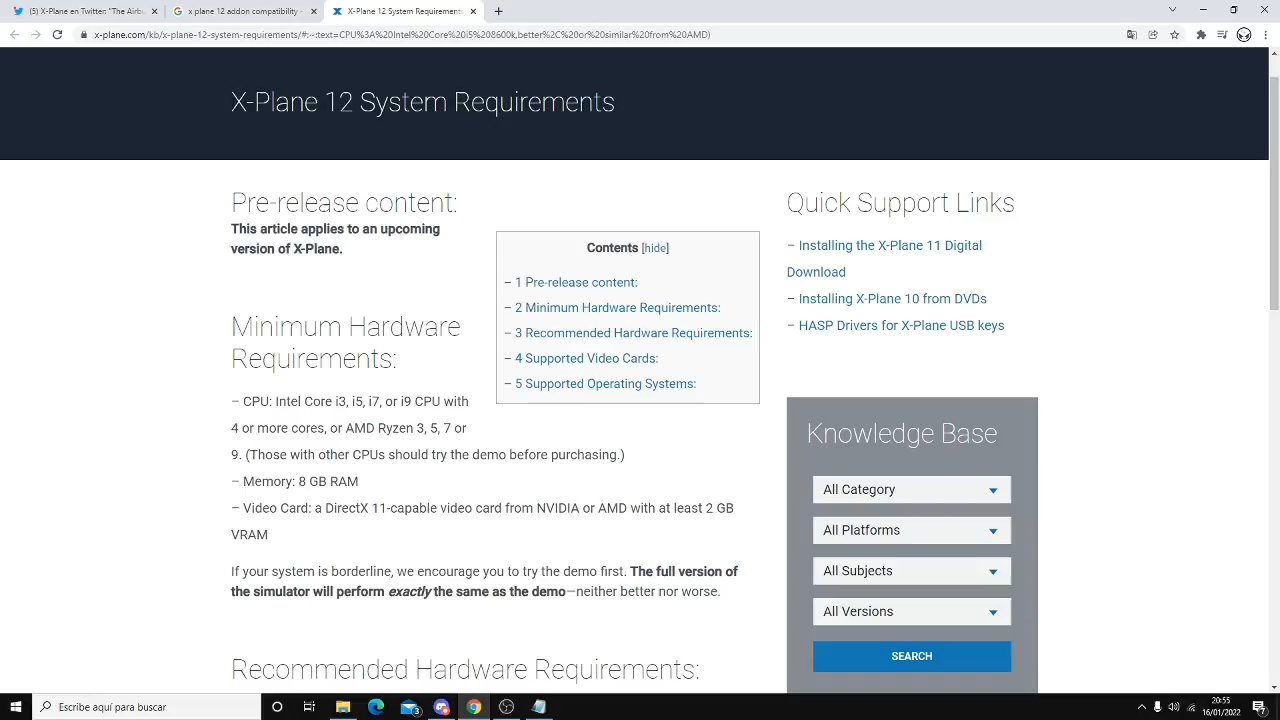 (5) X-Plane en Twitter: "The Airbu
x plane 12 addon compatibility -
X-Plane 12 System Requirements
x-plane.com/kb/x-plane-12-system-requirements/#:~:text=CPU%3A%20Intel%20Core%20i5%208600k,better%2C%20or%20similar%20from%20AMD)
X-Plane 12 System Requirements
Pre-release content:
This article applies to an upcoming
version of X-Plane.
Contents [hide]
– 1 Pre-release content:
– 2 Minimum Hardware Requirements:
– 3 Recommended Hardware Requirements:
– 4 Supported Video Cards:
– 5 Supported Operating Systems:
Minimum Hardware
Requirements:
– CPU: Intel Core i3, i5, i7, or i9 CPU with
4 or more cores, or AMD Ryzen 3, 5, 7 or
9. (Those with other CPUs should try the demo before purchasing.)
– Memory: 8 GB RAM
– Video Card: a DirectX 11-capable video card from NVIDIA or AMD with at least 2 GB
VRAM
If your system is borderline, we encourage you to try the demo first. The full version of
the simulator will perform exactly the same as the demo—neither better nor worse.
Recommended Hardware Requirements:
Quick Support Links
– Installing the X-Plane 11 Digital
Download
– Installing X-Plane 10 from DVDs
– HASP Drivers for X-Plane USB keys
Knowledge Base
All Category
All Platforms
All Subjects
All Versions
SEARCH
Escribe aquí para buscar
3
20:55
16/01/2022